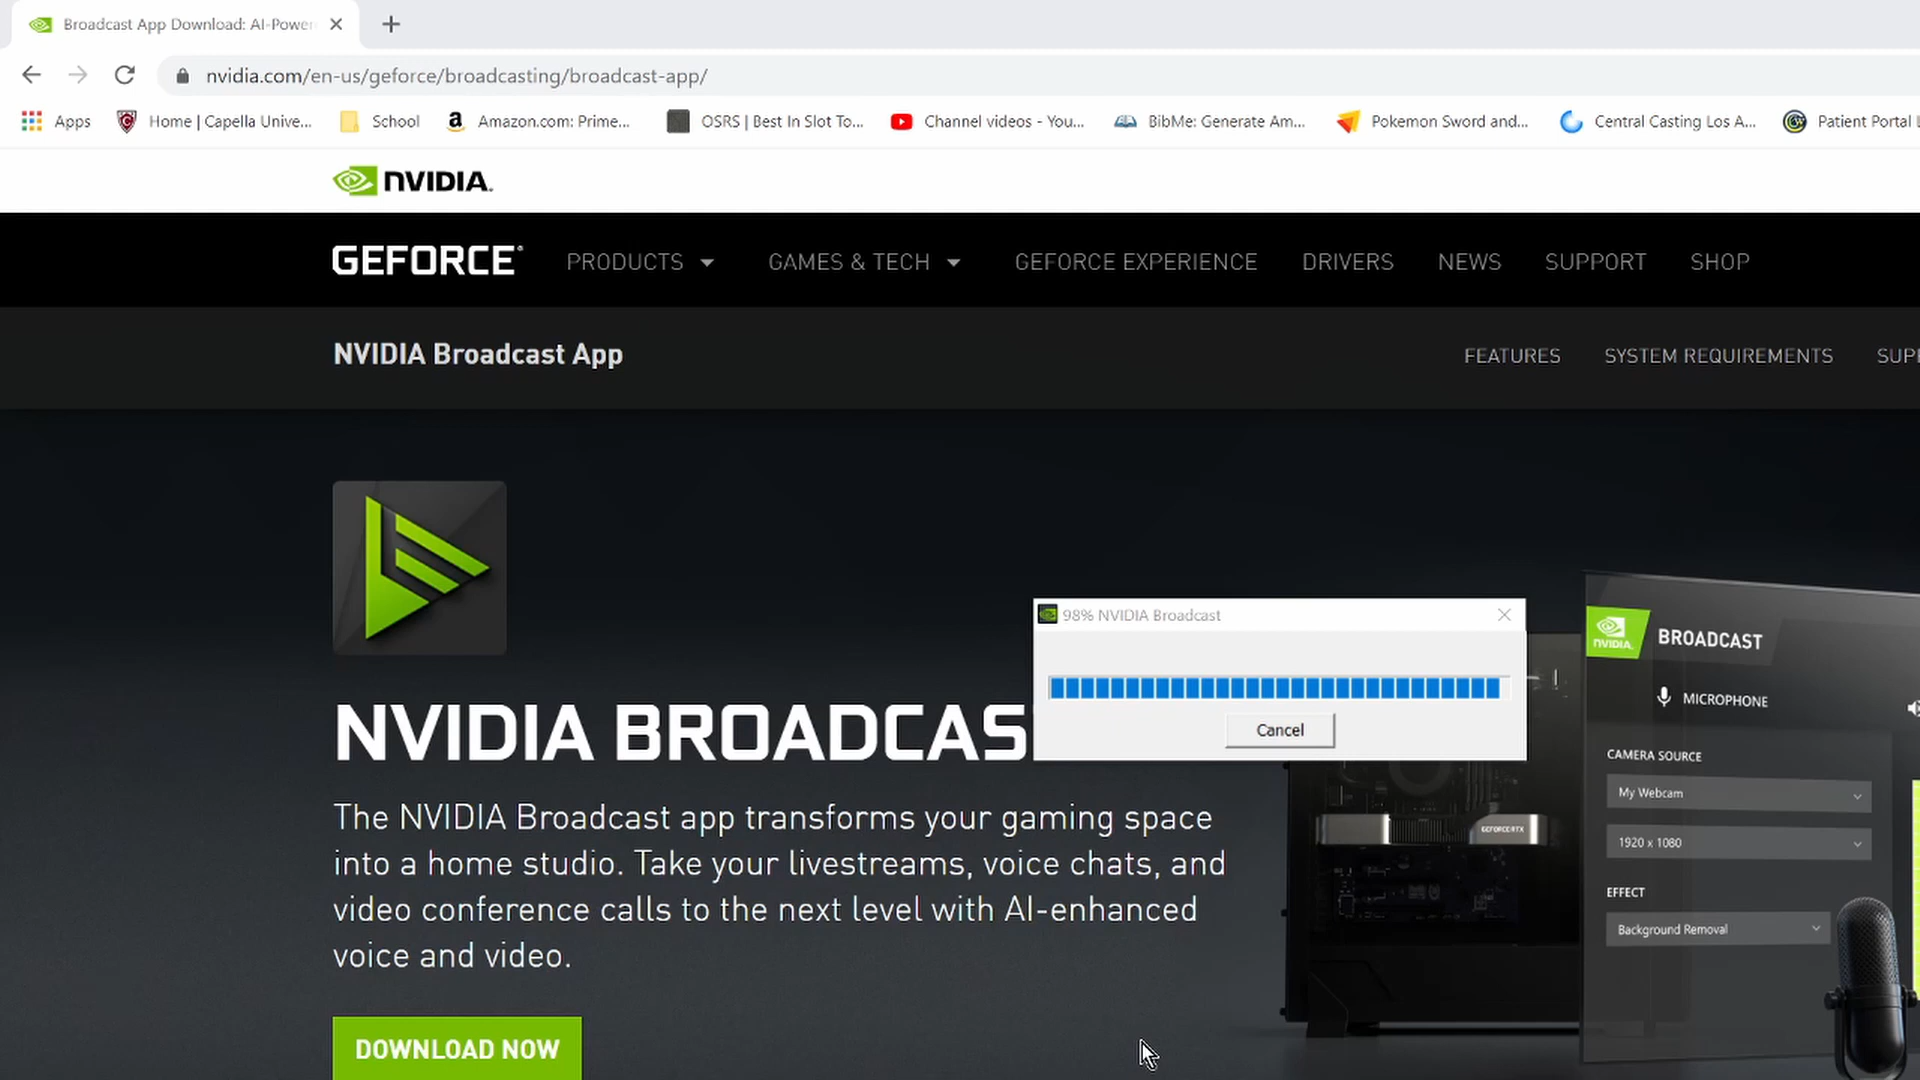 Broadcast App Download: AI-Power
nvidia.com/en-us/geforce/broadcasting/broadcast-app/
Apps
Home | Capella Unive...
School
Amazon.com: Prime...
OSRS | Best In Slot To...
Channel videos - You...
BibMe: Generate Am...
Pokemon Sword and...
Central Casting Los A...
Patient Portal L
NVIDIA.
GEFORCE® PRODUCTS GAMES & TECH GEFORCE EXPERIENCE DRIVERS NEWS SUPPORT SHOP
NVIDIA Broadcast App FEATURES SYSTEM REQUIREMENTS SUPP
98% NVIDIA Broadcast
Cancel
NVIDIA BROADCAS
The NVIDIA Broadcast app transforms your gaming space
into a home studio. Take your livestreams, voice chats, and
video conference calls to the next level with AI-enhanced
voice and video.
DOWNLOAD NOW
GEFORCE RTX
NVIDIA. BROADCAST
MICROPHONE
CAMERA SOURCE
My Webcam
1920 x 1080
EFFECT
Background Removal